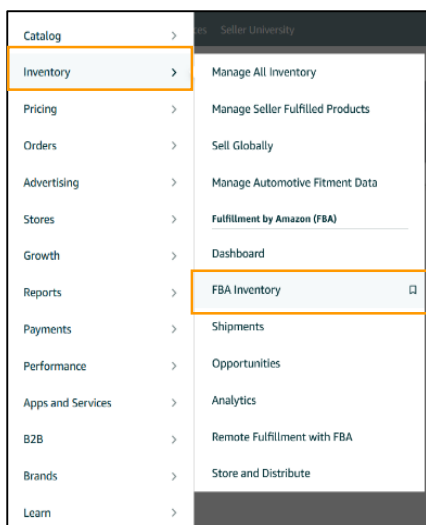 Catalog
Inventory
Pricing
Orders
Advertising
Stores
Growth
Reports
Payments
Performance
Apps and Services
B2B
Brands
Learn
Seller University
Manage All Inventory
Manage Seller Fulfilled Products
Sell Globally
Manage Automotive Fitment Data
Fulfillment by Amazon (FBA)
Dashboard
FBA Inventory
Shipments
Opportunities
Analytics
Remote Fulfillment with FBA
Store and Distribute